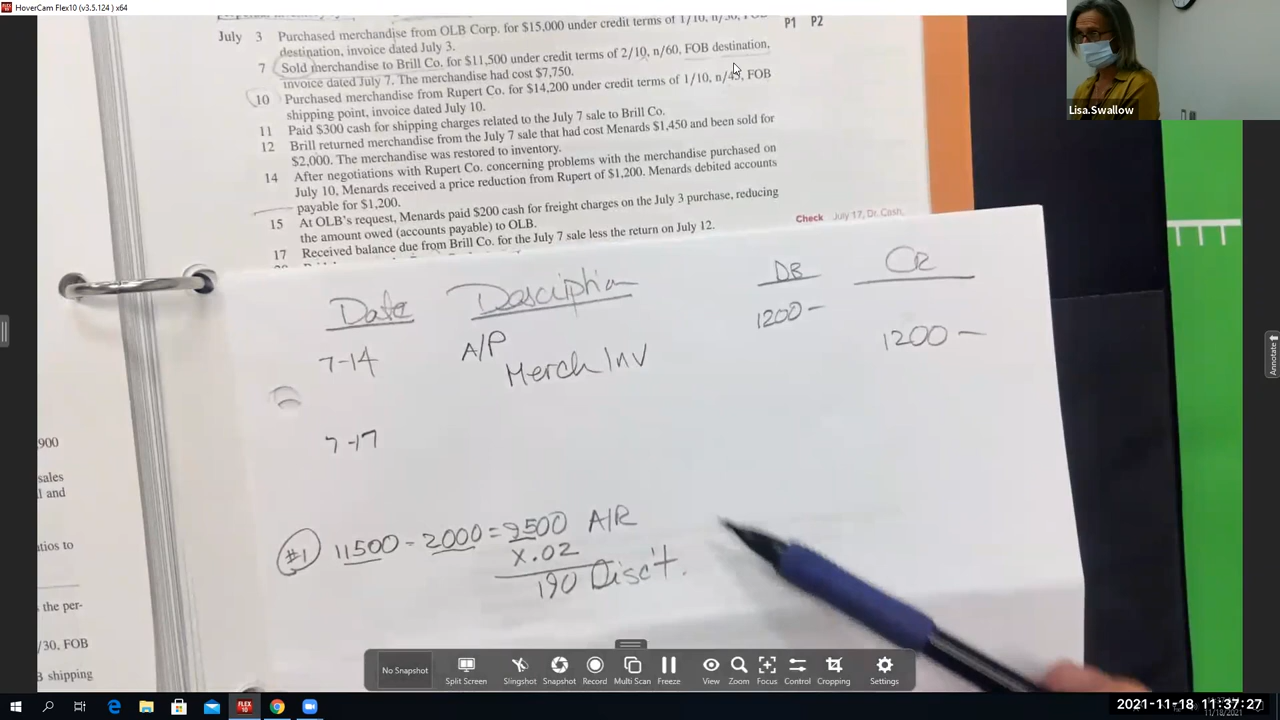 HoverCam Flex10 (v3.5.124) | x64
July 3 Purchased merchandise from OLB Corp. for $15,000 under credit terms of 1/10, n/30, FOB
destination, invoice dated July 3.
P1 P2
7 Sold merchandise to Brill Co. for $11,500 under credit terms of 2/10, n/60, FOB destination,
invoice dated July 7. The merchandise had cost $7,750.
10 Purchased merchandise from Rupert Co. for $14,200 under credit terms of 1/10, n/45, FOB
shipping point, invoice dated July 10.
11 Paid $300 cash for shipping charges related to the July 7 sale to Brill Co.
12 Brill returned merchandise from the July 7 sale that had cost Menards $1,450 and been sold for
$2,000. The merchandise was restored to inventory.
14 After negotiations with Rupert Co. concerning problems with the merchandise purchased on
July 10, Menards received a price reduction from Rupert of $1,200. Menards debited accounts
payable for $1,200.
15 At OLB's request, Menards paid $200 cash for freight charges on the July 3 purchase, reducing
the amount owed (accounts payable) to OLB.
17 Received balance due from Brill Co. for the July 7 sale less the return on July 12.
Check July 17, Dr. Cash,
Lisa.Swallow
Date Desciption DB CR
7-14 A/P 1200 –
Merch Inv 1200 —
7-17
#1 11500 - 2000 = 9500 A/R
x .02
190 Disc't.
900
sales
l and
atios to
the per-
/30, FOB
shipping
No Snapshot
Split Screen
Slingshot
Snapshot
Record
Multi Scan
Freeze
View
Zoom
Focus
Control
Cropping
Settings
Annotate
FLEX 10
2021-11-18 11:37:27
11/18/2021